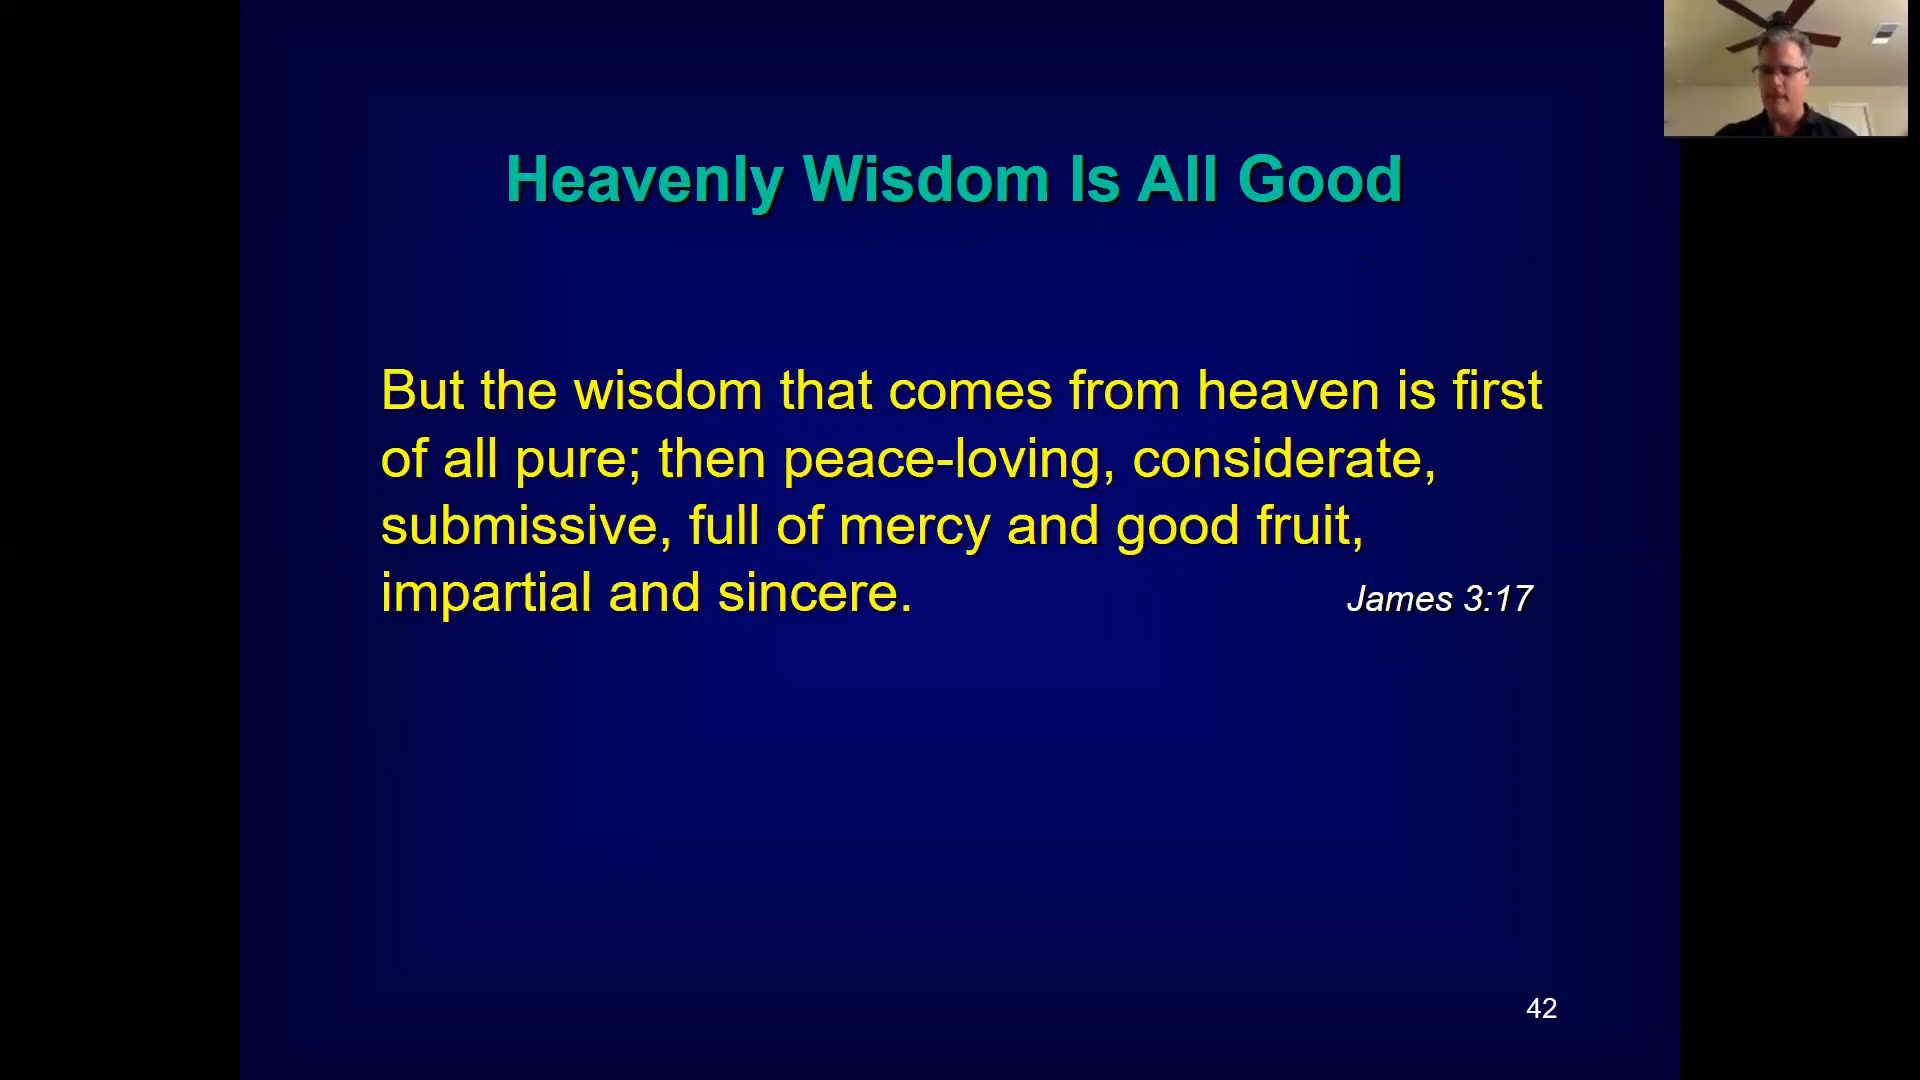 Heavenly Wisdom Is All Good
But the wisdom that comes from heaven is first
of all pure; then peace-loving, considerate,
submissive, full of mercy and good fruit,
impartial and sincere. James 3:17
42